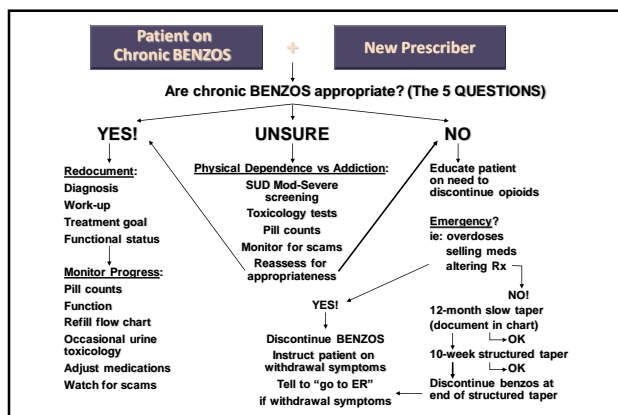 Patient on
Chronic BENZOS
+
New Prescriber
Are chronic BENZOS appropriate? (The 5 QUESTIONS)
YES!
Redocument:
Diagnosis
Work-up
Treatment goal
Functional status
Monitor Progress:
Pill counts
Function
Refill flow chart
Occasional urine
toxicology
Adjust medications
Watch for scams
UNSURE
Physical Dependence vs Addiction:
SUD Mod-Severe
screening
Toxicology tests
Pill counts
Monitor for scams
Reassess for
appropriateness
NO
Educate patient
on need to
discontinue opioids
Emergency?
ie: overdoses
selling meds
altering Rx
YES!
Discontinue BENZOS
Instruct patient on
withdrawal symptoms
Tell to "go to ER"
if withdrawal symptoms
NO!
12-month slow taper
(document in chart)
OK
10-week structured taper
OK
Discontinue benzos at
end of structured taper